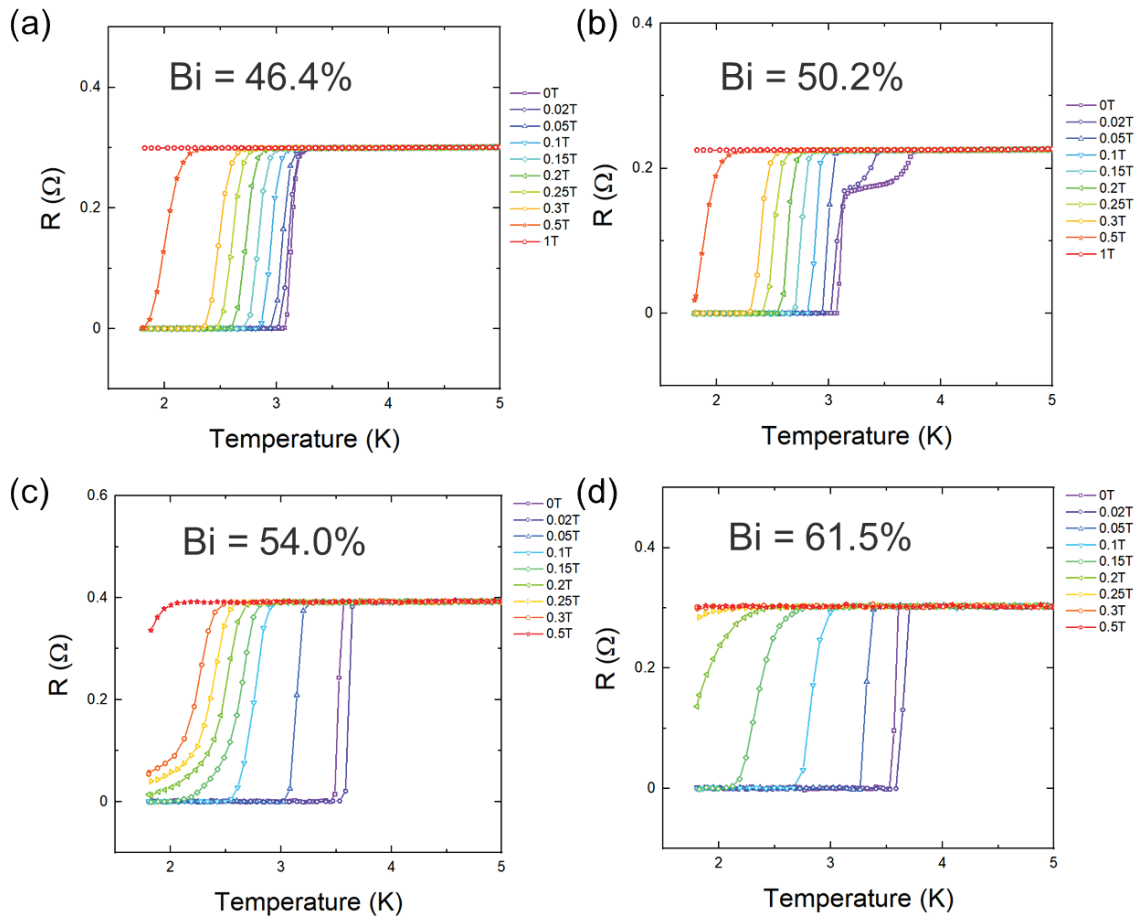 (a)
Bi = 46.4%
R (Ω)
0.4
0.2
0
2
3
4
5
Temperature (K)
0T
0.02T
0.05T
0.1T
0.15T
0.2T
0.25T
0.3T
0.5T
1T
(b)
Bi = 50.2%
R (Ω)
0.4
0.2
0
2
3
4
5
Temperature (K)
0T
0.02T
0.05T
0.1T
0.15T
0.2T
0.25T
0.3T
0.5T
1T
(c)
Bi = 54.0%
R (Ω)
0.6
0.4
0.2
0
2
3
4
5
Temperature (K)
0T
0.02T
0.05T
0.1T
0.15T
0.2T
0.25T
0.3T
0.5T
(d)
Bi = 61.5%
R (Ω)
0.4
0.2
0
2
3
4
5
Temperature (K)
0T
0.02T
0.05T
0.1T
0.15T
0.2T
0.25T
0.3T
0.5T